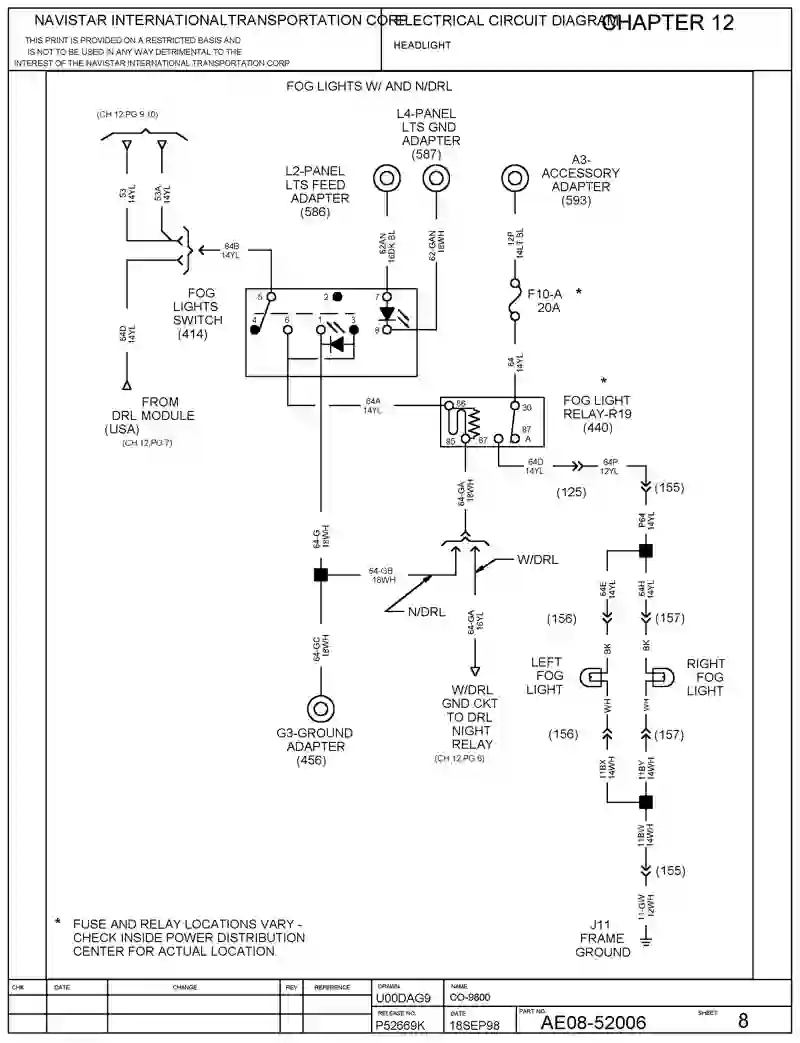 NAVISTAR INTERNATIONAL TRANSPORTATION CORP
ELECTRICAL CIRCUIT DIAGRAM
CHAPTER 12
THIS PRINT IS PROVIDED ON A RESTRICTED BASIS AND
IS NOT TO BE USED IN ANY WAY DETRIMENTAL TO THE
INTEREST OF THE NAVISTAR INTERNATIONAL TRANSPORTATION CORP
HEADLIGHT
FOG LIGHTS W/ AND N/DRL
(CH 12,PG 9,10)
L4-PANEL
LTS GND
ADAPTER
(587)
L2-PANEL
LTS FEED
ADAPTER
(586)
A3-
ACCESSORY
ADAPTER
(593)
53
14YL
53A
14YL
64B
14YL
62AN
16DK BL
62-GAN
18WH
12P
14LT BL
F10-A *
20A
FOG
LIGHTS
SWITCH
(414)
5
2
7
4
6
1
3
8
64D
14YL
64
14YL
FROM
DRL MODULE
(USA)
(CH 12,PG 7)
64A
14YL
*
FOG LIGHT
RELAY-R19
(440)
86
30
85
87
87
A
64D
14YL
64P
12YL
(125)
(155)
64-GA
18WH
P64
14YL
64-G
18WH
64-GB
18WH
W/DRL
N/DRL
64E
14YL
64H
14YL
(156)
(157)
64-GA
16YL
64-GC
18WH
BK
BK
LEFT
FOG
LIGHT
RIGHT
FOG
LIGHT
WH
WH
W/DRL
GND CKT
TO DRL
NIGHT
RELAY
(CH 12,PG 6)
G3-GROUND
ADAPTER
(456)
(156)
(157)
11BX
14WH
11BY
14WH
11BW
14WH
(155)
11-GW
12WH
J11
FRAME
GROUND
* FUSE AND RELAY LOCATIONS VARY -
CHECK INSIDE POWER DISTRIBUTION
CENTER FOR ACTUAL LOCATION.
CHK
DATE
CHANGE
REV
REFERENCE
DRAWN
U00DAG9
NAME
CO-9800
RELEASE NO.
P52669K
DATE
18SEP98
PART NO.
AE08-52006
SHEET
8